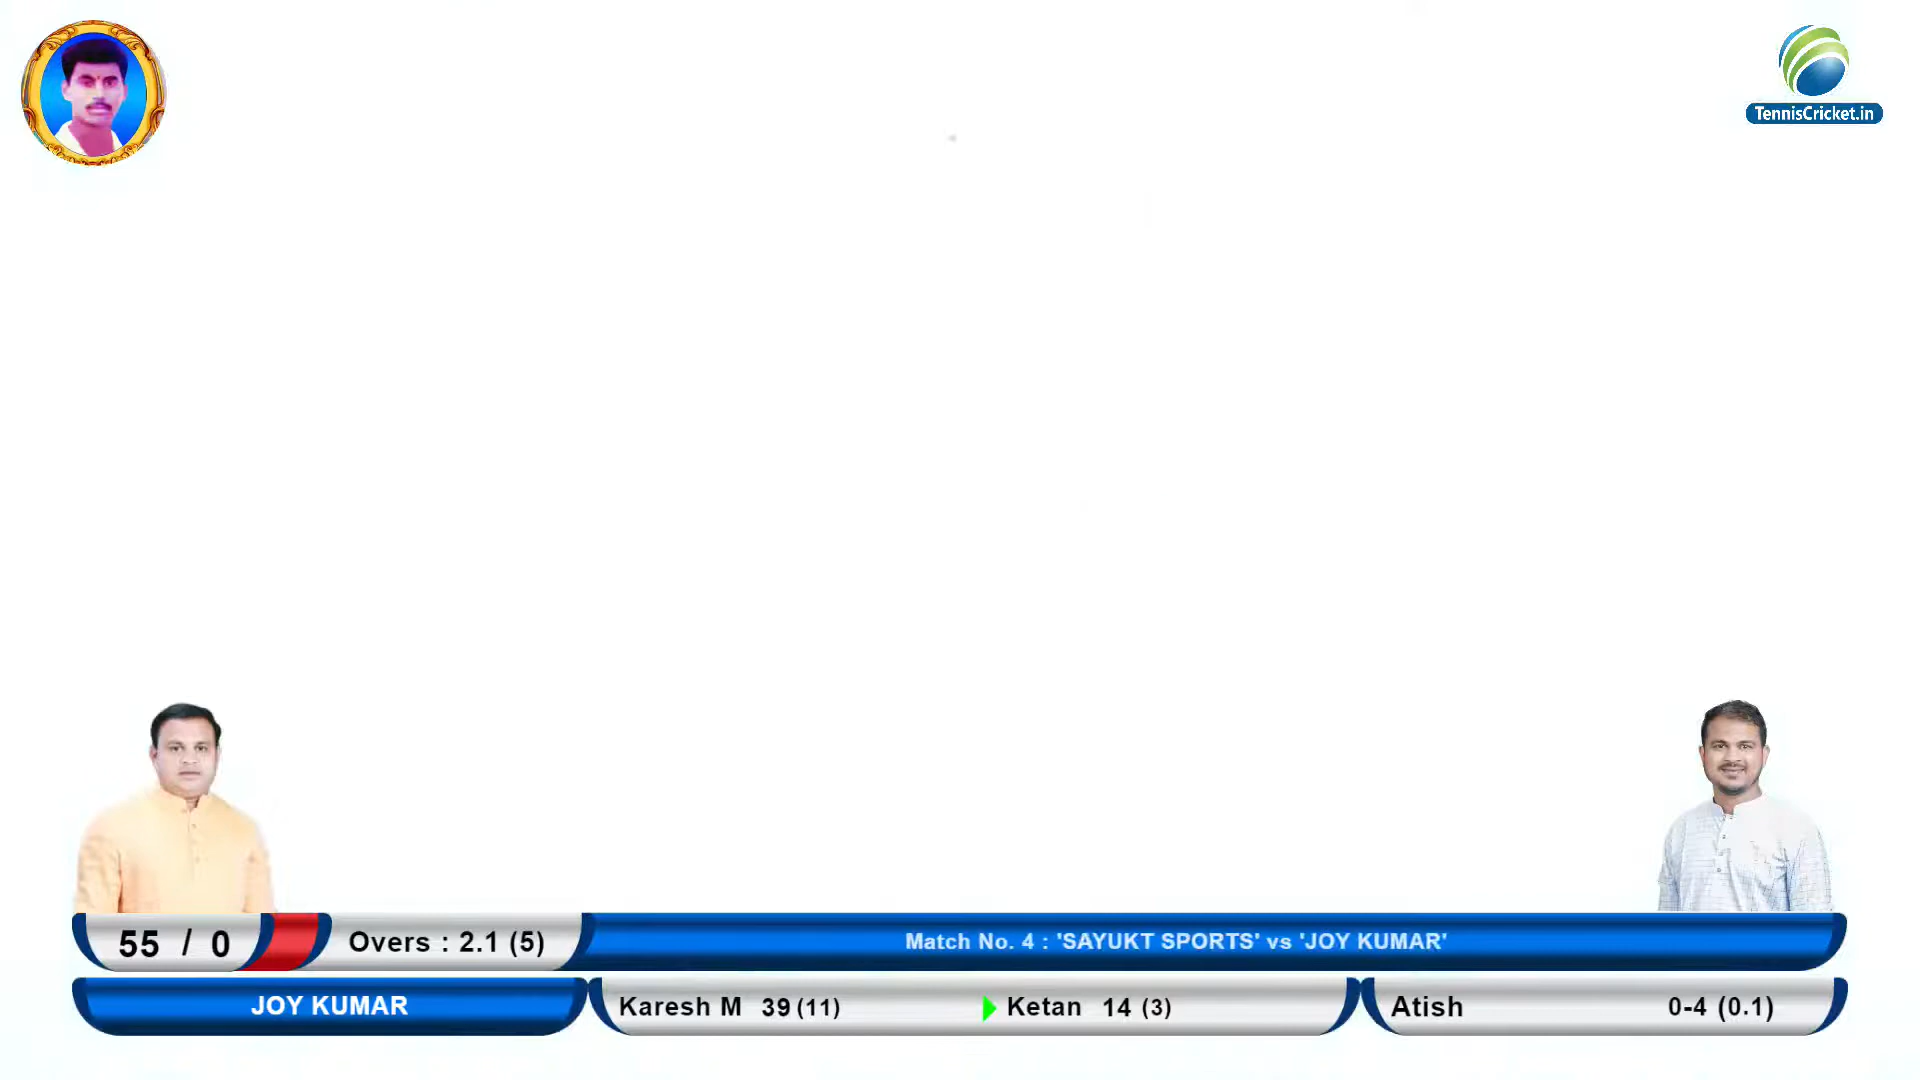 TennisCricket.in
55 / 0
Overs : 2.1 (5)
Match No. 4 : 'SAYUKT SPORTS' vs 'JOY KUMAR'
JOY KUMAR
Karesh M 39 (11)
Ketan 14 (3)
Atish 0-4 (0.1)